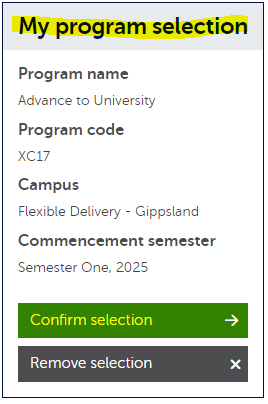 My program selection
Program name
Advance to University
Program code
XC17
Campus
Flexible Delivery - Gippsland
Commencement semester
Semester One, 2025
Confirm selection
Remove selection